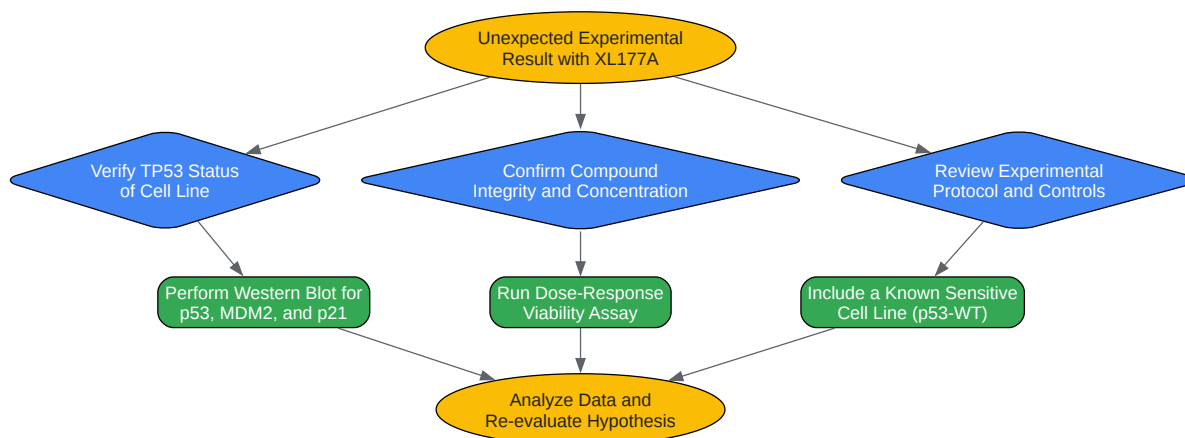 Unexpected Experimental
Result with XL177A
Verify TP53 Status
of Cell Line
Confirm Compound
Integrity and Concentration
Review Experimental
Protocol and Controls
Perform Western Blot for
p53, MDM2, and p21
Run Dose-Response
Viability Assay
Include a Known Sensitive
Cell Line (p53-WT)
Analyze Data and
Re-evaluate Hypothesis